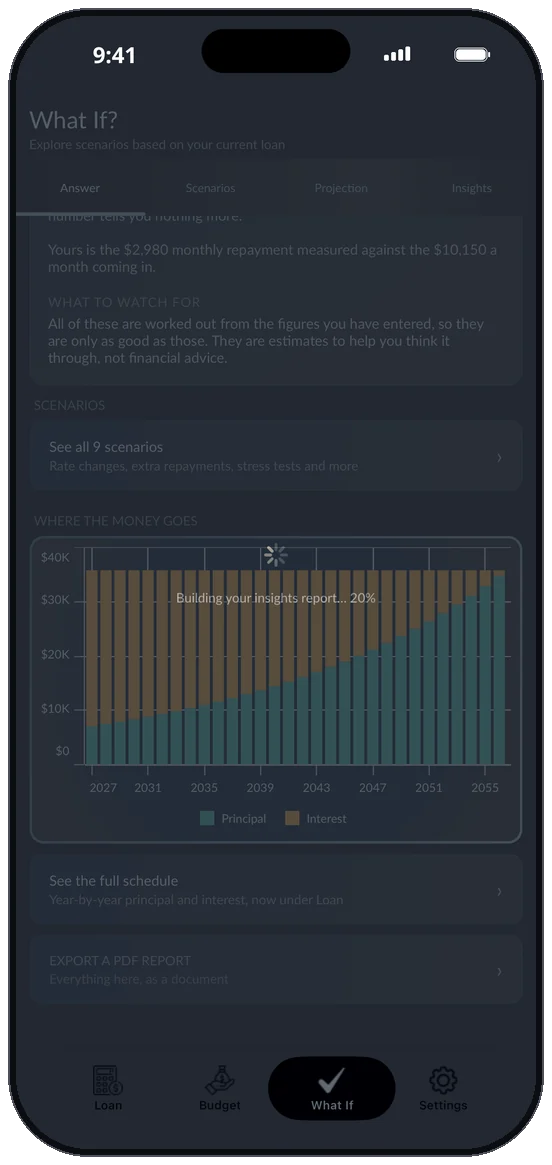 9:41
What If?
Explore scenarios based on your current loan
Answer Scenarios Projection Insights
number tells you nothing more.
Yours is the $2,980 monthly repayment measured against the $10,150 a
month coming in.
WHAT TO WATCH FOR
All of these are worked out from the figures you have entered, so they
are only as good as those. They are estimates to help you think it
through, not financial advice.
SCENARIOS
See all 9 scenarios
Rate changes, extra repayments, stress tests and more
WHERE THE MONEY GOES
$40K
Building your insights report... 20%
$30K
$20K
$10K
$0
2027 2031 2035 2039 2043 2047 2051 2055
Principal Interest
See the full schedule
Year-by-year principal and interest, now under Loan
EXPORT A PDF REPORT
Everything here, as a document
Loan Budget What If Settings